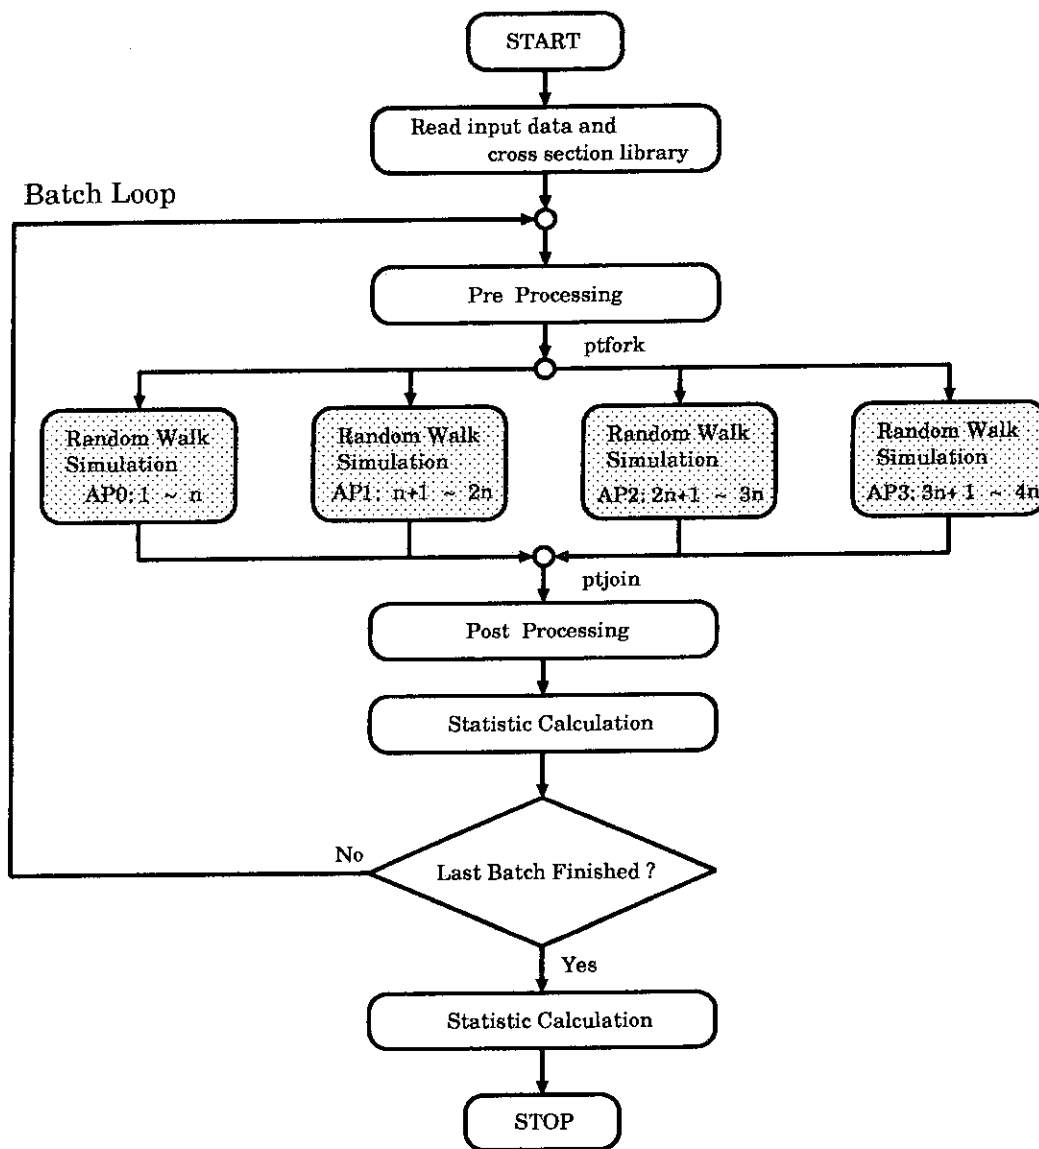 START
Read input data and
cross section library
Batch Loop
Pre Processing
ptfork
Random Walk
Simulation
AP0: 1 ~ n
Random Walk
Simulation
AP1: n+1 ~ 2n
Random Walk
Simulation
AP2: 2n+1 ~ 3n
Random Walk
Simulation
AP3: 3n+1 ~ 4n
ptjoin
Post Processing
Statistic Calculation
No
Last Batch Finished ?
Yes
Statistic Calculation
STOP